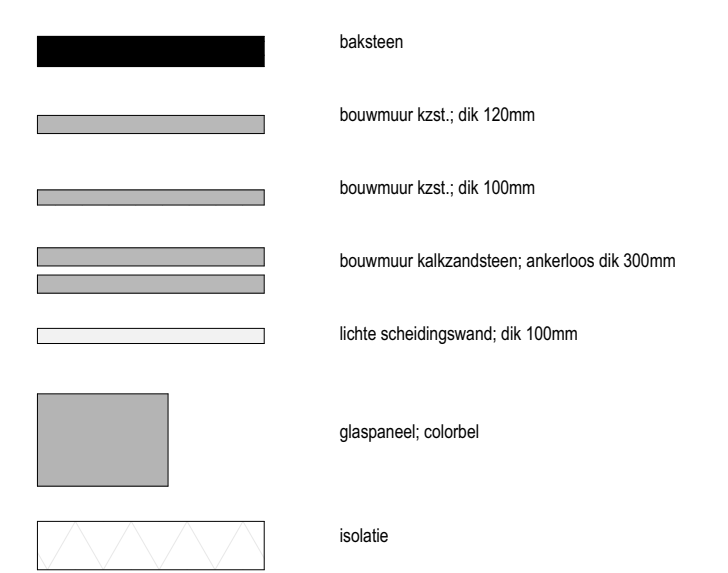 baksteen
bouwmuur kzst.; dik 120mm
bouwmuur kzst.; dik 100mm
bouwmuur kalkzandsteen; ankerloos dik 300mm
lichte scheidingswand; dik 100mm
glaspaneel; colorbel
isolatie